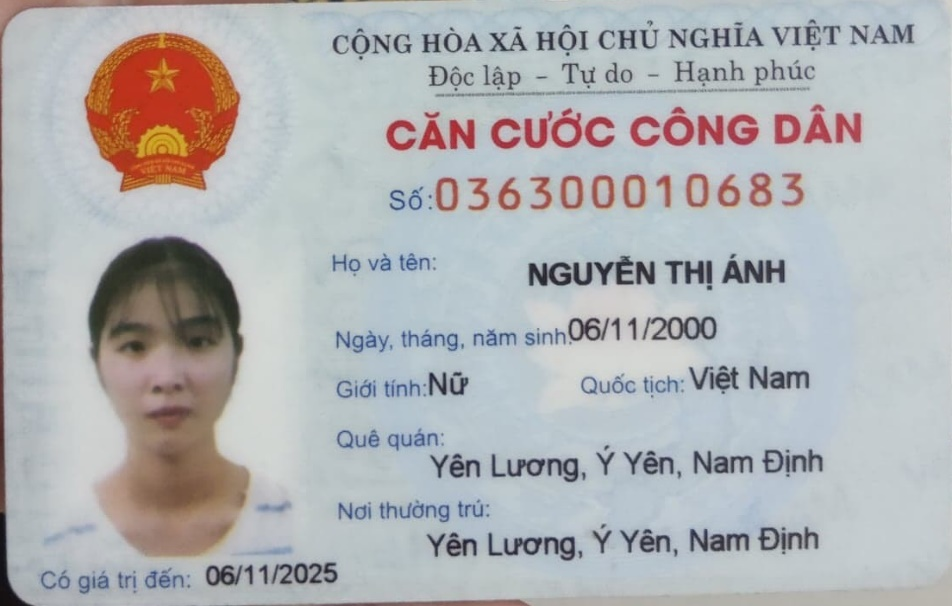 CỘNG HÒA XÃ HỘI CHỦ NGHĨA VIỆT NAM
Độc lập - Tự do - Hạnh phúc
CĂN CƯỚC CÔNG DÂN
Số: 036300010683
Họ và tên: NGUYỄN THỊ ÁNH
Ngày, tháng, năm sinh: 06/11/2000
Giới tính: Nữ Quốc tịch: Việt Nam
Quê quán:
Yên Lương, Ý Yên, Nam Định
Nơi thường trú:
Yên Lương, Ý Yên, Nam Định
Có giá trị đến: 06/11/2025
VIỆT NAM